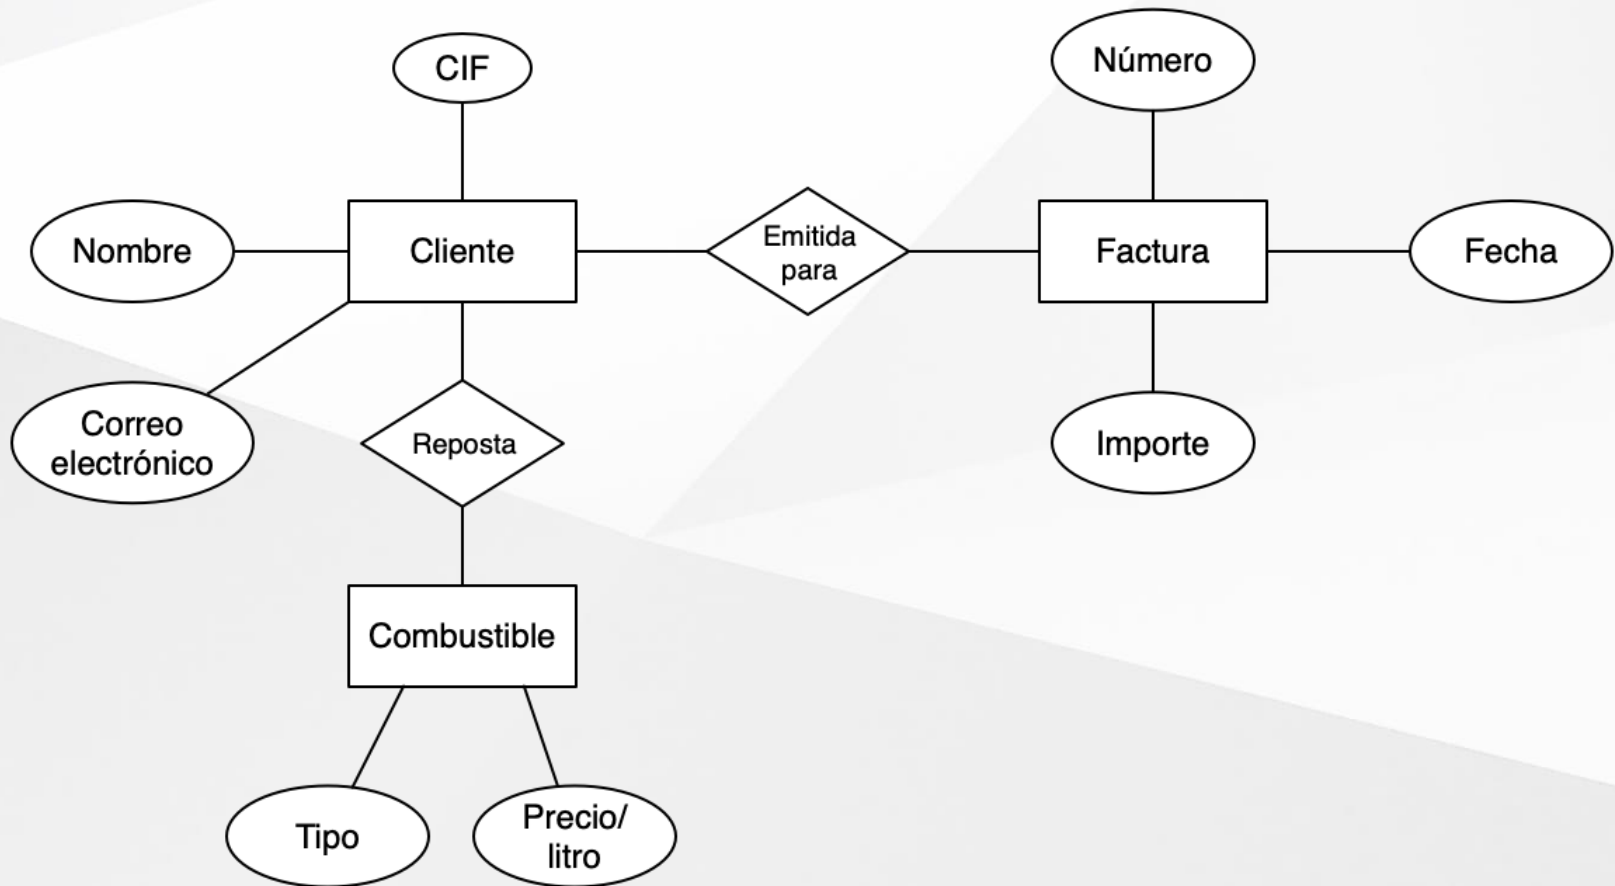 CIF
Número
Nombre
Cliente
Emitida
para
Factura
Fecha
Correo
electrónico
Reposta
Importe
Combustible
Tipo
Precio/
litro